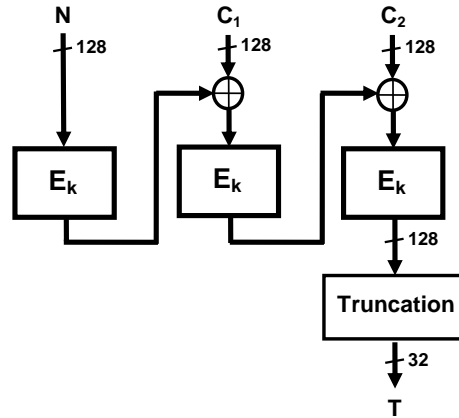 N C₁ C₂
128 128 128
Eₖ Eₖ Eₖ
128
Truncation
32
T